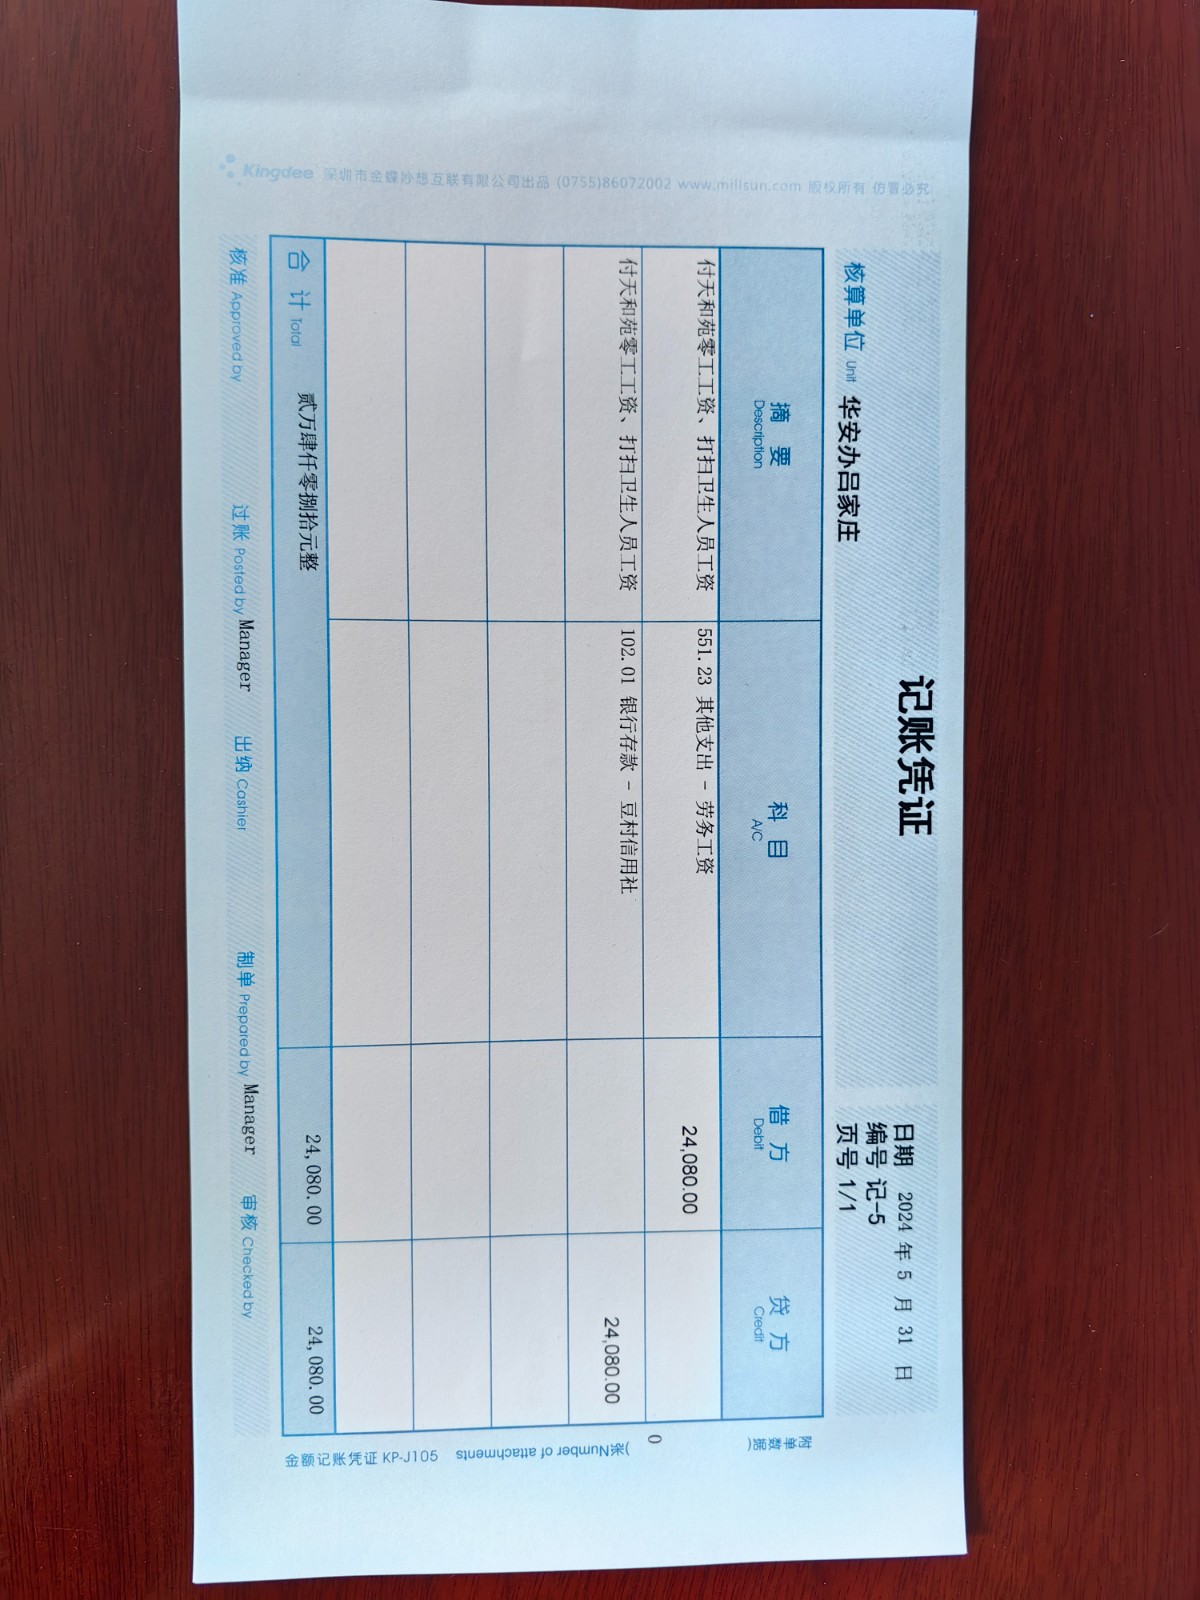 记账凭证
日期 2024 年 5 月 31 日
编号 记-5
核算单位 Unit 华安办吕家庄
页号 1/1
摘 要 Description 科 目 A/C 借 方 Debit 贷 方 Credit
付天和苑零工工资、打扫卫生人员工资 551.23 其他支出 - 劳务工资 24,080.00
付天和苑零工工资、打扫卫生人员工资 102.01 银行存款 - 豆村信用社 24,080.00
合 计 Total 贰万肆仟零捌拾元整 24,080.00 24,080.00
核准 Approved by 过账 Posted by Manager 出纳 Cashier 制单 Prepared by Manager 审核 Checked by
附单数据( 0 )张 Number of attachments
金额记账凭证 KP-J105
Kingdee 深圳市金蝶妙想互联有限公司出品 (0755)86072002 www.millsun.com 版权所有 仿冒必究